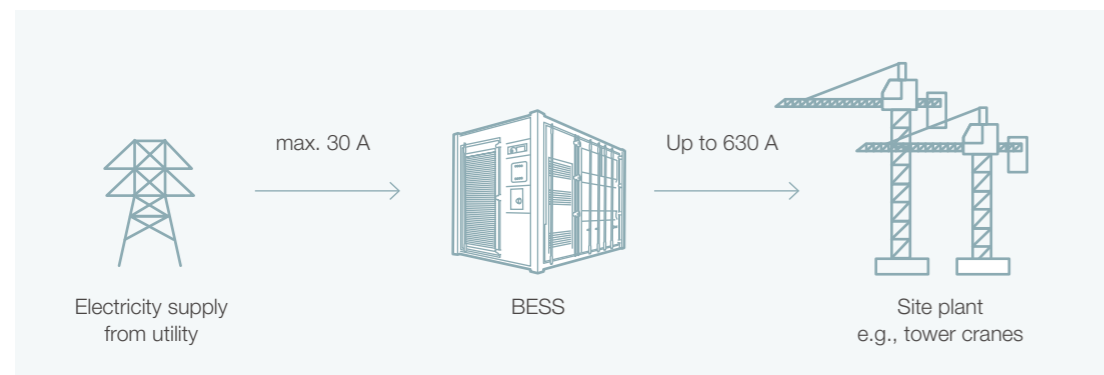 max. 30 A
Up to 630 A
Electricity supply
from utility
BESS
Site plant
e.g., tower cranes